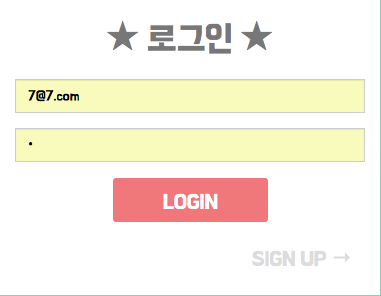 ★ 로그인 ★
7@7.com
•
LOGIN
SIGN UP →